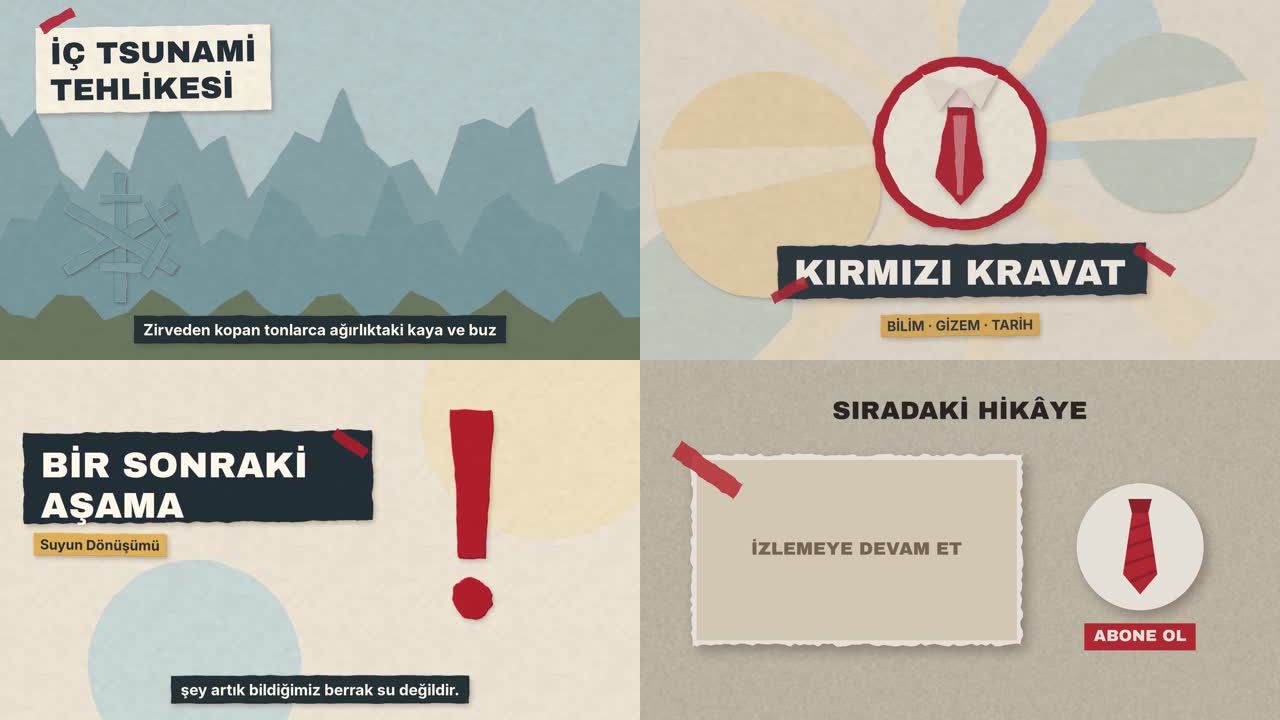 İÇ TSUNAMİ
TEHLİKESİ
Zirveden kopan tonlarca ağırlıktaki kaya ve buz
KIRMIZI KRAVAT
BİLİM · GİZEM · TARİH
BİR SONRAKİ
AŞAMA
Suyun Dönüşümü
şey artık bildiğimiz berrak su değildir.
SIRADAKİ HİKÂYE
İZLEMEYE DEVAM ET
ABONE OL